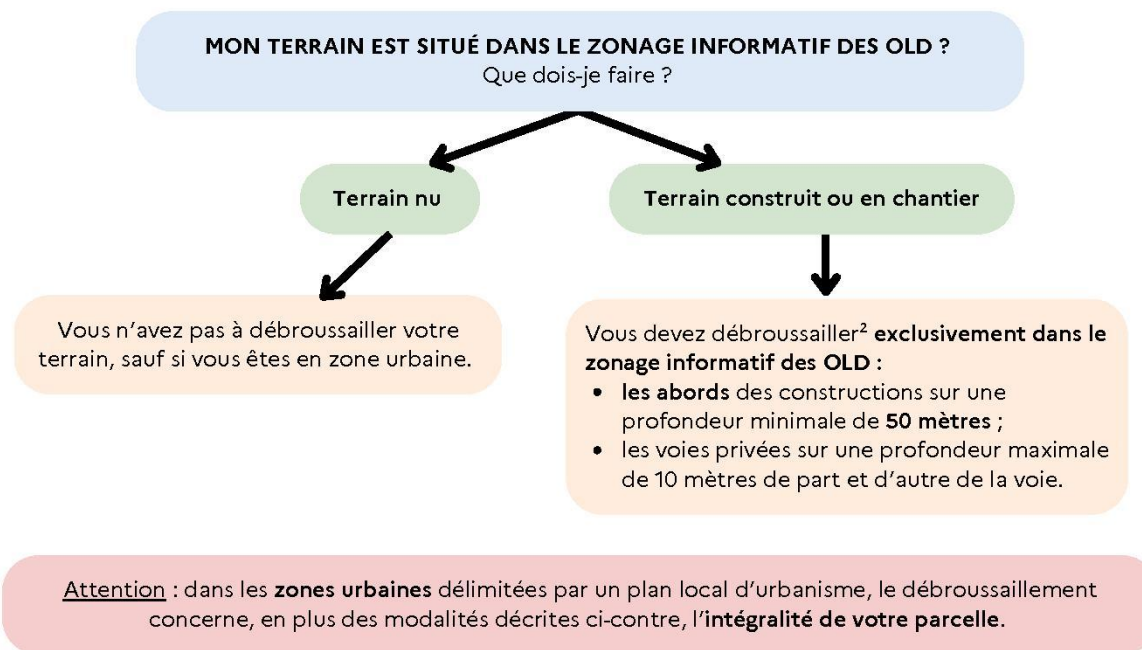 MON TERRAIN EST SITUÉ DANS LE ZONAGE INFORMATIF DES OLD ?
Que dois-je faire ?
Terrain nu
Terrain construit ou en chantier
Vous n'avez pas à débroussailler votre
terrain, sauf si vous êtes en zone urbaine.
Vous devez débroussailler² exclusivement dans le
zonage informatif des OLD :
• les abords des constructions sur une
profondeur minimale de 50 mètres ;
• les voies privées sur une profondeur maximale
de 10 mètres de part et d'autre de la voie.
Attention : dans les zones urbaines délimitées par un plan local d'urbanisme, le débroussaillement
concerne, en plus des modalités décrites ci-contre, l'intégralité de votre parcelle.